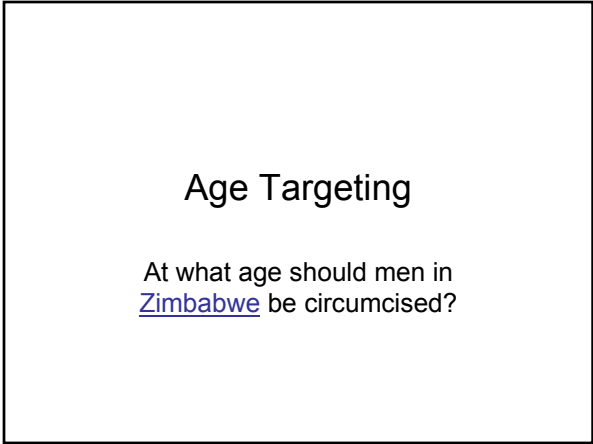 Age Targeting
At what age should men in
Zimbabwe be circumcised?